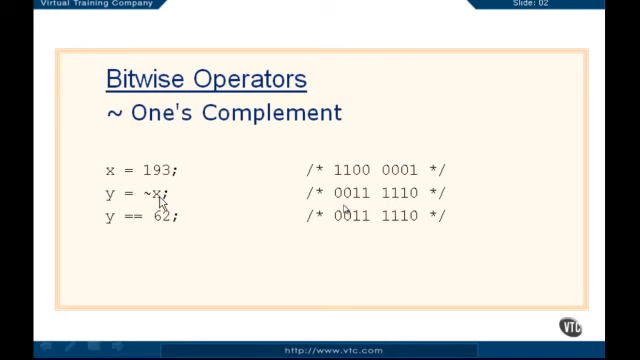 Virtual Training Company Slide: 02
Bitwise Operators
~ One's Complement
x = 193; /* 1100 0001 */
y = ~x; /* 0011 1110 */
y == 62; /* 0011 1110 */
VTC
http://www.vtc.com